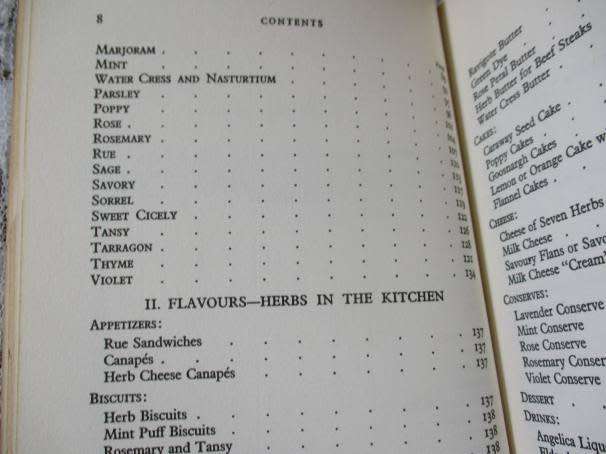 8
CONTENTS
MARJORAM
MINT
WATER CRESS AND NASTURTIUM
PARSLEY
POPPY
ROSE
ROSEMARY
RUE
SAGE
SAVORY
SORREL
SWEET CICELY
TANSY
TARRAGON
THYME
VIOLET 134
II. FLAVOURS—HERBS IN THE KITCHEN
APPETIZERS:
Rue Sandwiches 137
Canapés 137
Herb Cheese Canapés 137
BISCUITS:
Herb Biscuits 137
Mint Puff Biscuits 138
Rosemary and Tansy 138
Ravigote Butter
Green Dye
Rose Petal Butter
Herb Butter for Beef Steaks
Water Cress Butter
CAKES:
Caraway Seed Cake
Poppy Cakes
Goosnargh Cakes
Lemon or Orange Cake w
Flannel Cakes
CHEESE:
Cheese of Seven Herbs
Milk Cheese
Savoury Flans or Savo
Milk Cheese "Cream"
CONSERVES:
Lavender Conserve
Mint Conserve
Rose Conserve
Rosemary Conser
Violet Conserve
DESSERT
DRINKS:
Angelica Liqu